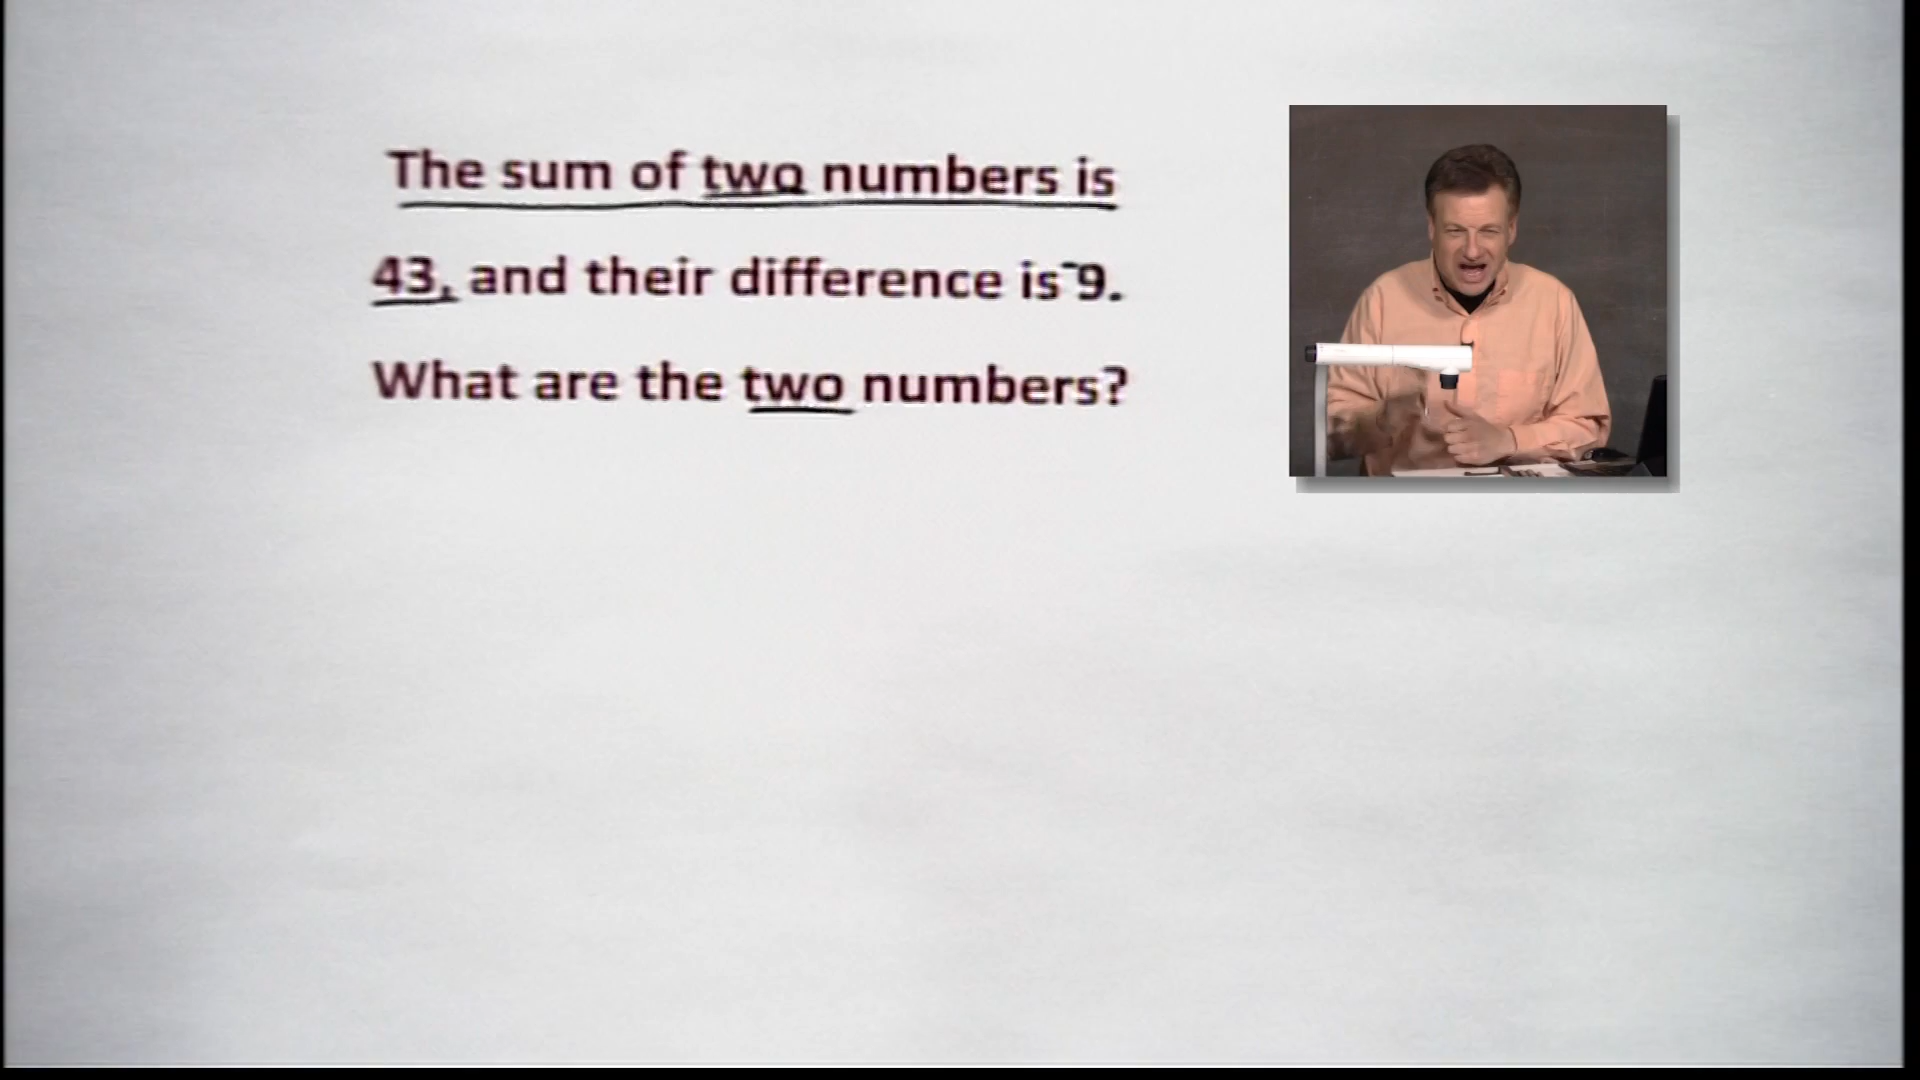 The sum of two numbers is
43, and their difference is ⁻9.
What are the two numbers?